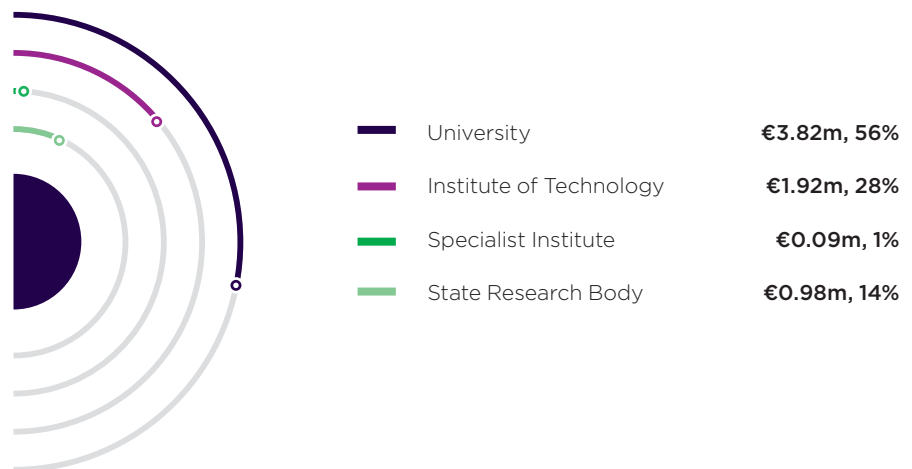 University €3.82m, 56%
Institute of Technology €1.92m, 28%
Specialist Institute €0.09m, 1%
State Research Body €0.98m, 14%